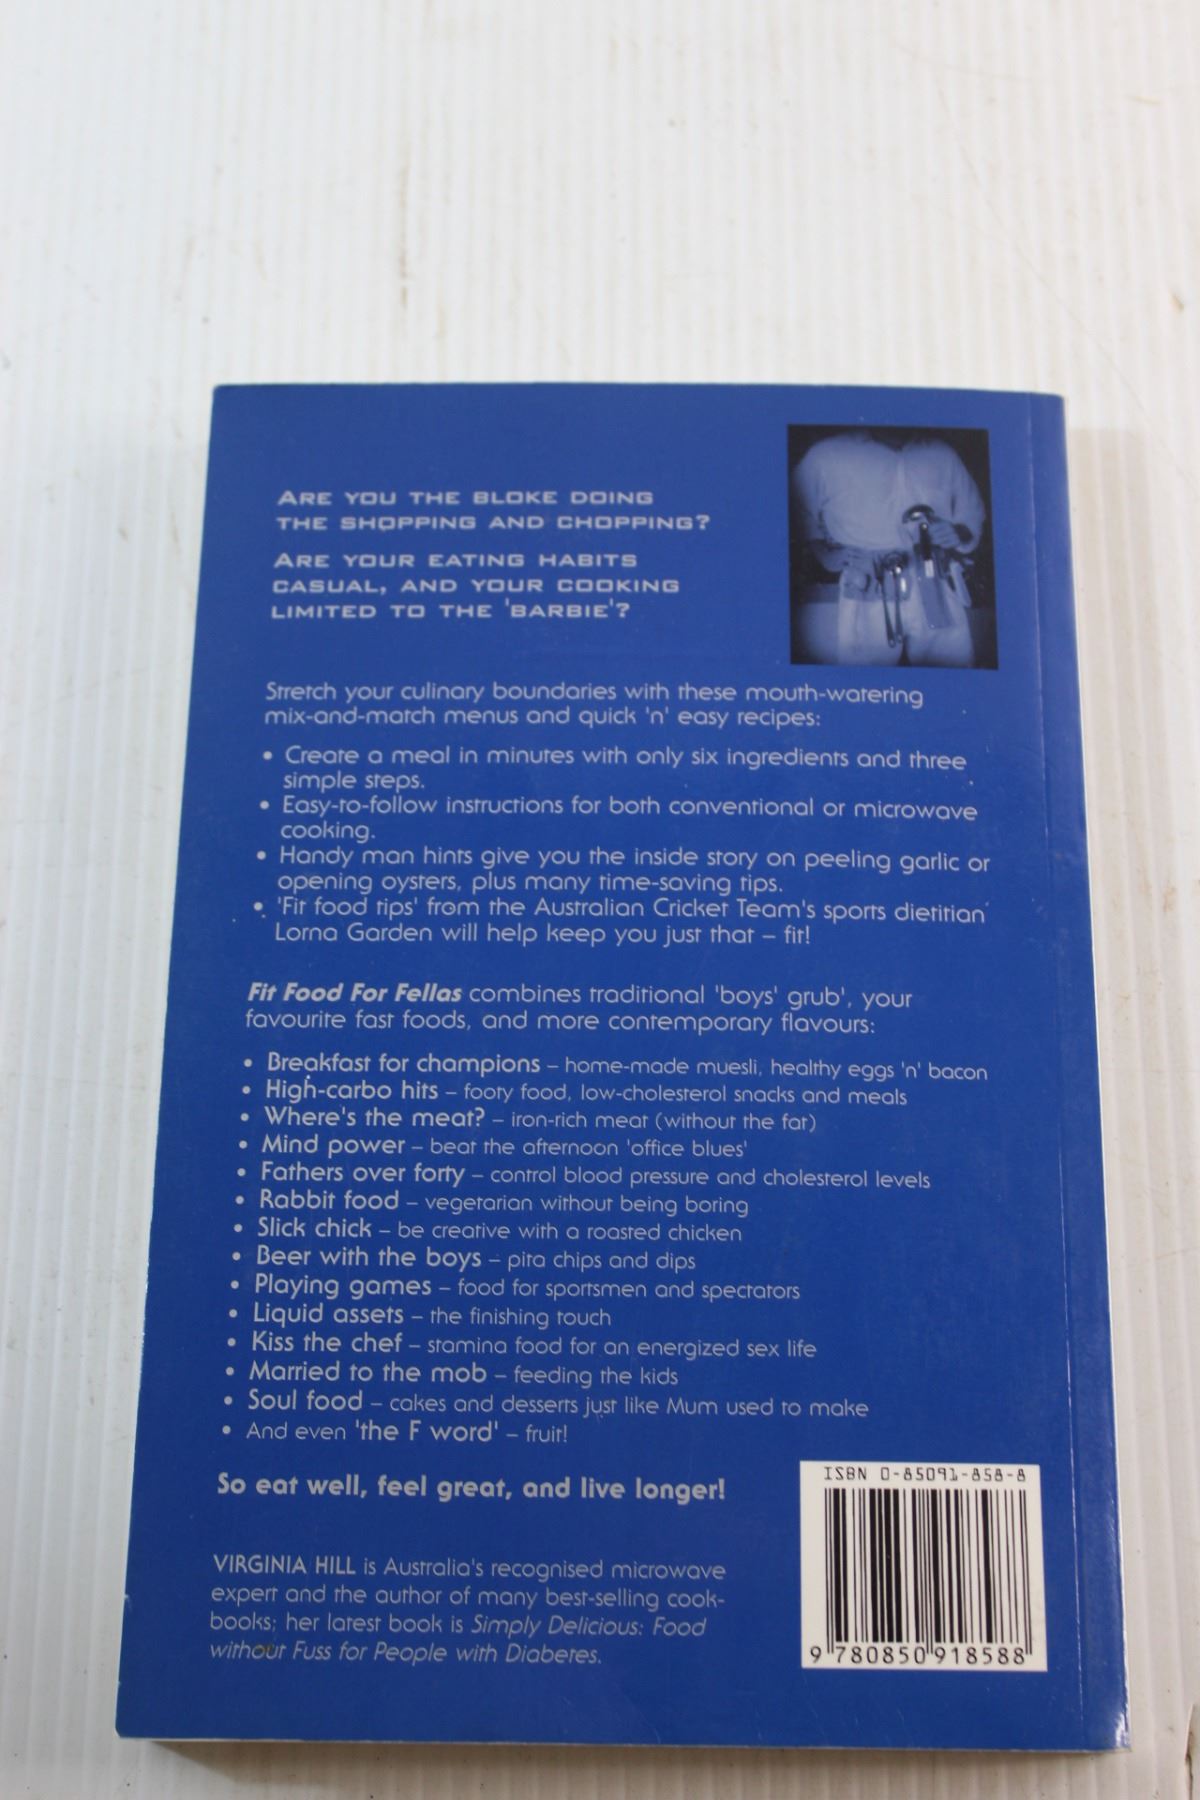 ARE YOU THE BLOKE DOING
THE SHOPPING AND CHOPPING?
ARE YOUR EATING HABITS
CASUAL, AND YOUR COOKING
LIMITED TO THE 'BARBIE'?
Stretch your culinary boundaries with these mouth-watering
mix-and-match menus and quick 'n' easy recipes:
• Create a meal in minutes with only six ingredients and three
simple steps.
• Easy-to-follow instructions for both conventional or microwave
cooking.
• Handy man hints give you the inside story on peeling garlic or
opening oysters, plus many time-saving tips.
• 'Fit food tips' from the Australian Cricket Team's sports dietitian
Lorna Garden will help keep you just that – fit!
Fit Food For Fellas combines traditional 'boys' grub', your
favourite fast foods, and more contemporary flavours:
• Breakfast for champions – home-made muesli, healthy eggs 'n' bacon
• High-carbo hits – footy food, low-cholesterol snacks and meals
• Where's the meat? – iron-rich meat (without the fat)
• Mind power – beat the afternoon 'office blues'
• Fathers over forty – control blood pressure and cholesterol levels
• Rabbit food – vegetarian without being boring
• Slick chick – be creative with a roasted chicken
• Beer with the boys – pita chips and dips
• Playing games – food for sportsmen and spectators
• Liquid assets – the finishing touch
• Kiss the chef – stamina food for an energized sex life
• Married to the mob – feeding the kids
• Soul food – cakes and desserts just like Mum used to make
• And even 'the F word' – fruit!
So eat well, feel great, and live longer!
VIRGINIA HILL is Australia's recognised microwave
expert and the author of many best-selling cook-
books; her latest book is Simply Delicious: Food
without Fuss for People with Diabetes.
ISBN 0-85091-858-8
9 780850 918588